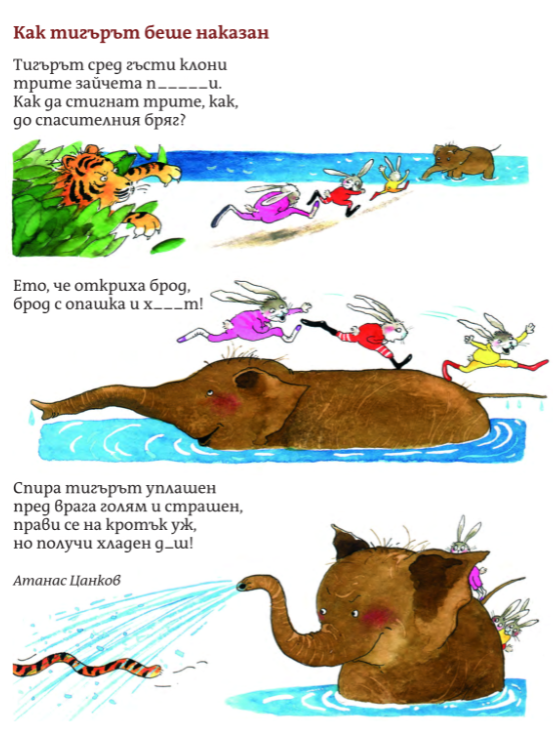 Как тигърът беше наказан
Тигърът сред гъсти клони
трите зайчета п_____и.
Как да стигнат трите, как,
до спасителния бряг?
Ето, че откриха брод,
брод с опашка и х___т!
Спира тигърът уплашен
пред врага голям и страшен,
прави се на кротък уж,
но получи хладен д_ш!
Атанас Цанков